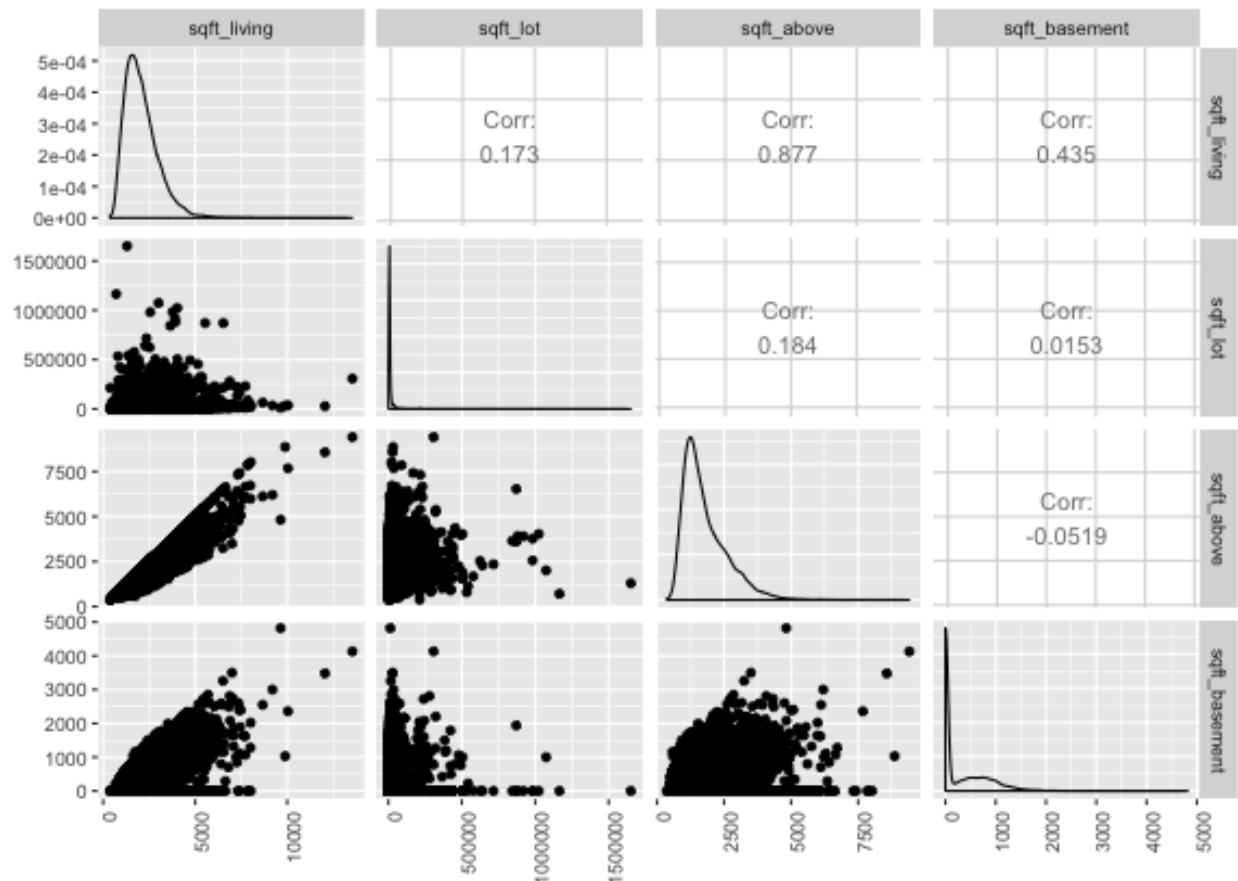 sqft_living
sqft_lot
sqft_above
sqft_basement
5e-04
4e-04
3e-04
2e-04
1e-04
0e+00
Corr:
0.173
Corr:
0.877
Corr:
0.435
sqft_living
1500000
1000000
500000
0
Corr:
0.184
Corr:
0.0153
sqft_lot
7500
5000
2500
0
Corr:
-0.0519
sqft_above
5000
4000
3000
2000
1000
0
sqft_basement
0
5000
10000
0
500000
1000000
1500000
0
2500
5000
7500
0
1000
2000
3000
4000
5000